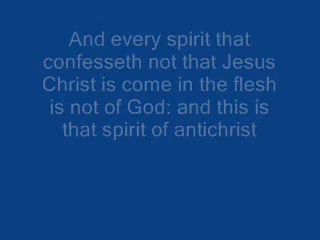 And every spirit that
confesseth not that Jesus
Christ is come in the flesh
is not of God: and this is
that spirit of antichrist